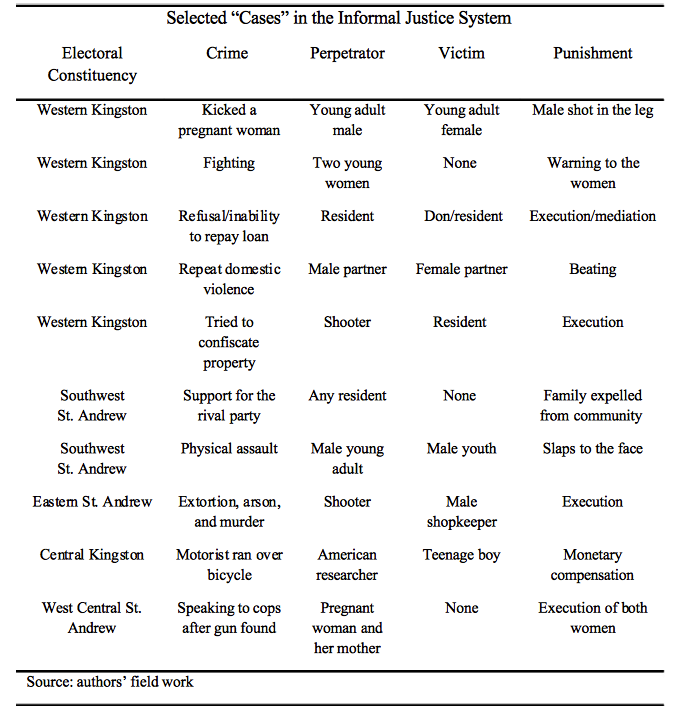 Selected “Cases” in the Informal Justice System
Electoral Constituency Crime Perpetrator Victim Punishment
Western Kingston Kicked a pregnant woman Young adult male Young adult female Male shot in the leg
Western Kingston Fighting Two young women None Warning to the women
Western Kingston Refusal/inability to repay loan Resident Don/resident Execution/mediation
Western Kingston Repeat domestic violence Male partner Female partner Beating
Western Kingston Tried to confiscate property Shooter Resident Execution
Southwest St. Andrew Support for the rival party Any resident None Family expelled from community
Southwest St. Andrew Physical assault Male young adult Male youth Slaps to the face
Eastern St. Andrew Extortion, arson, and murder Shooter Male shopkeeper Execution
Central Kingston Motorist ran over bicycle American researcher Teenage boy Monetary compensation
West Central St. Andrew Speaking to cops after gun found Pregnant woman and her mother None Execution of both women
Source: authors’ field work